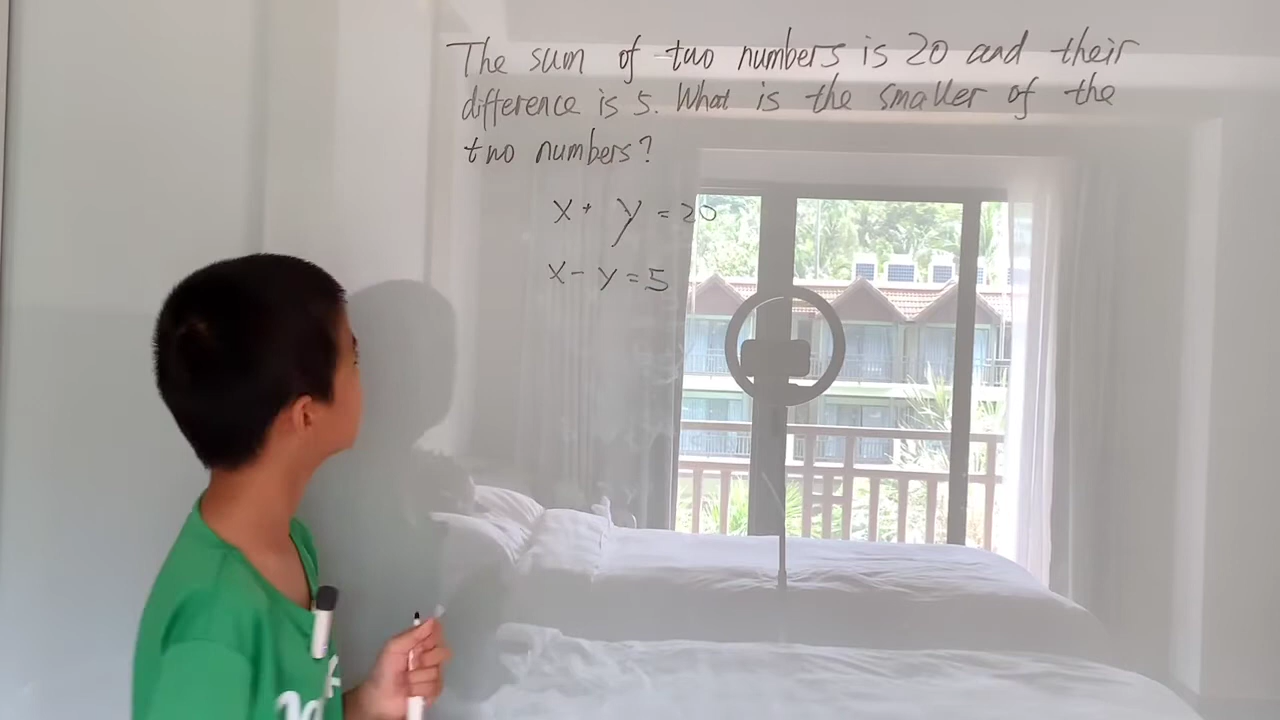 The sum of two numbers is 20 and their
difference is 5. What is the smaller of the
two numbers?
x + y = 20
x - y = 5